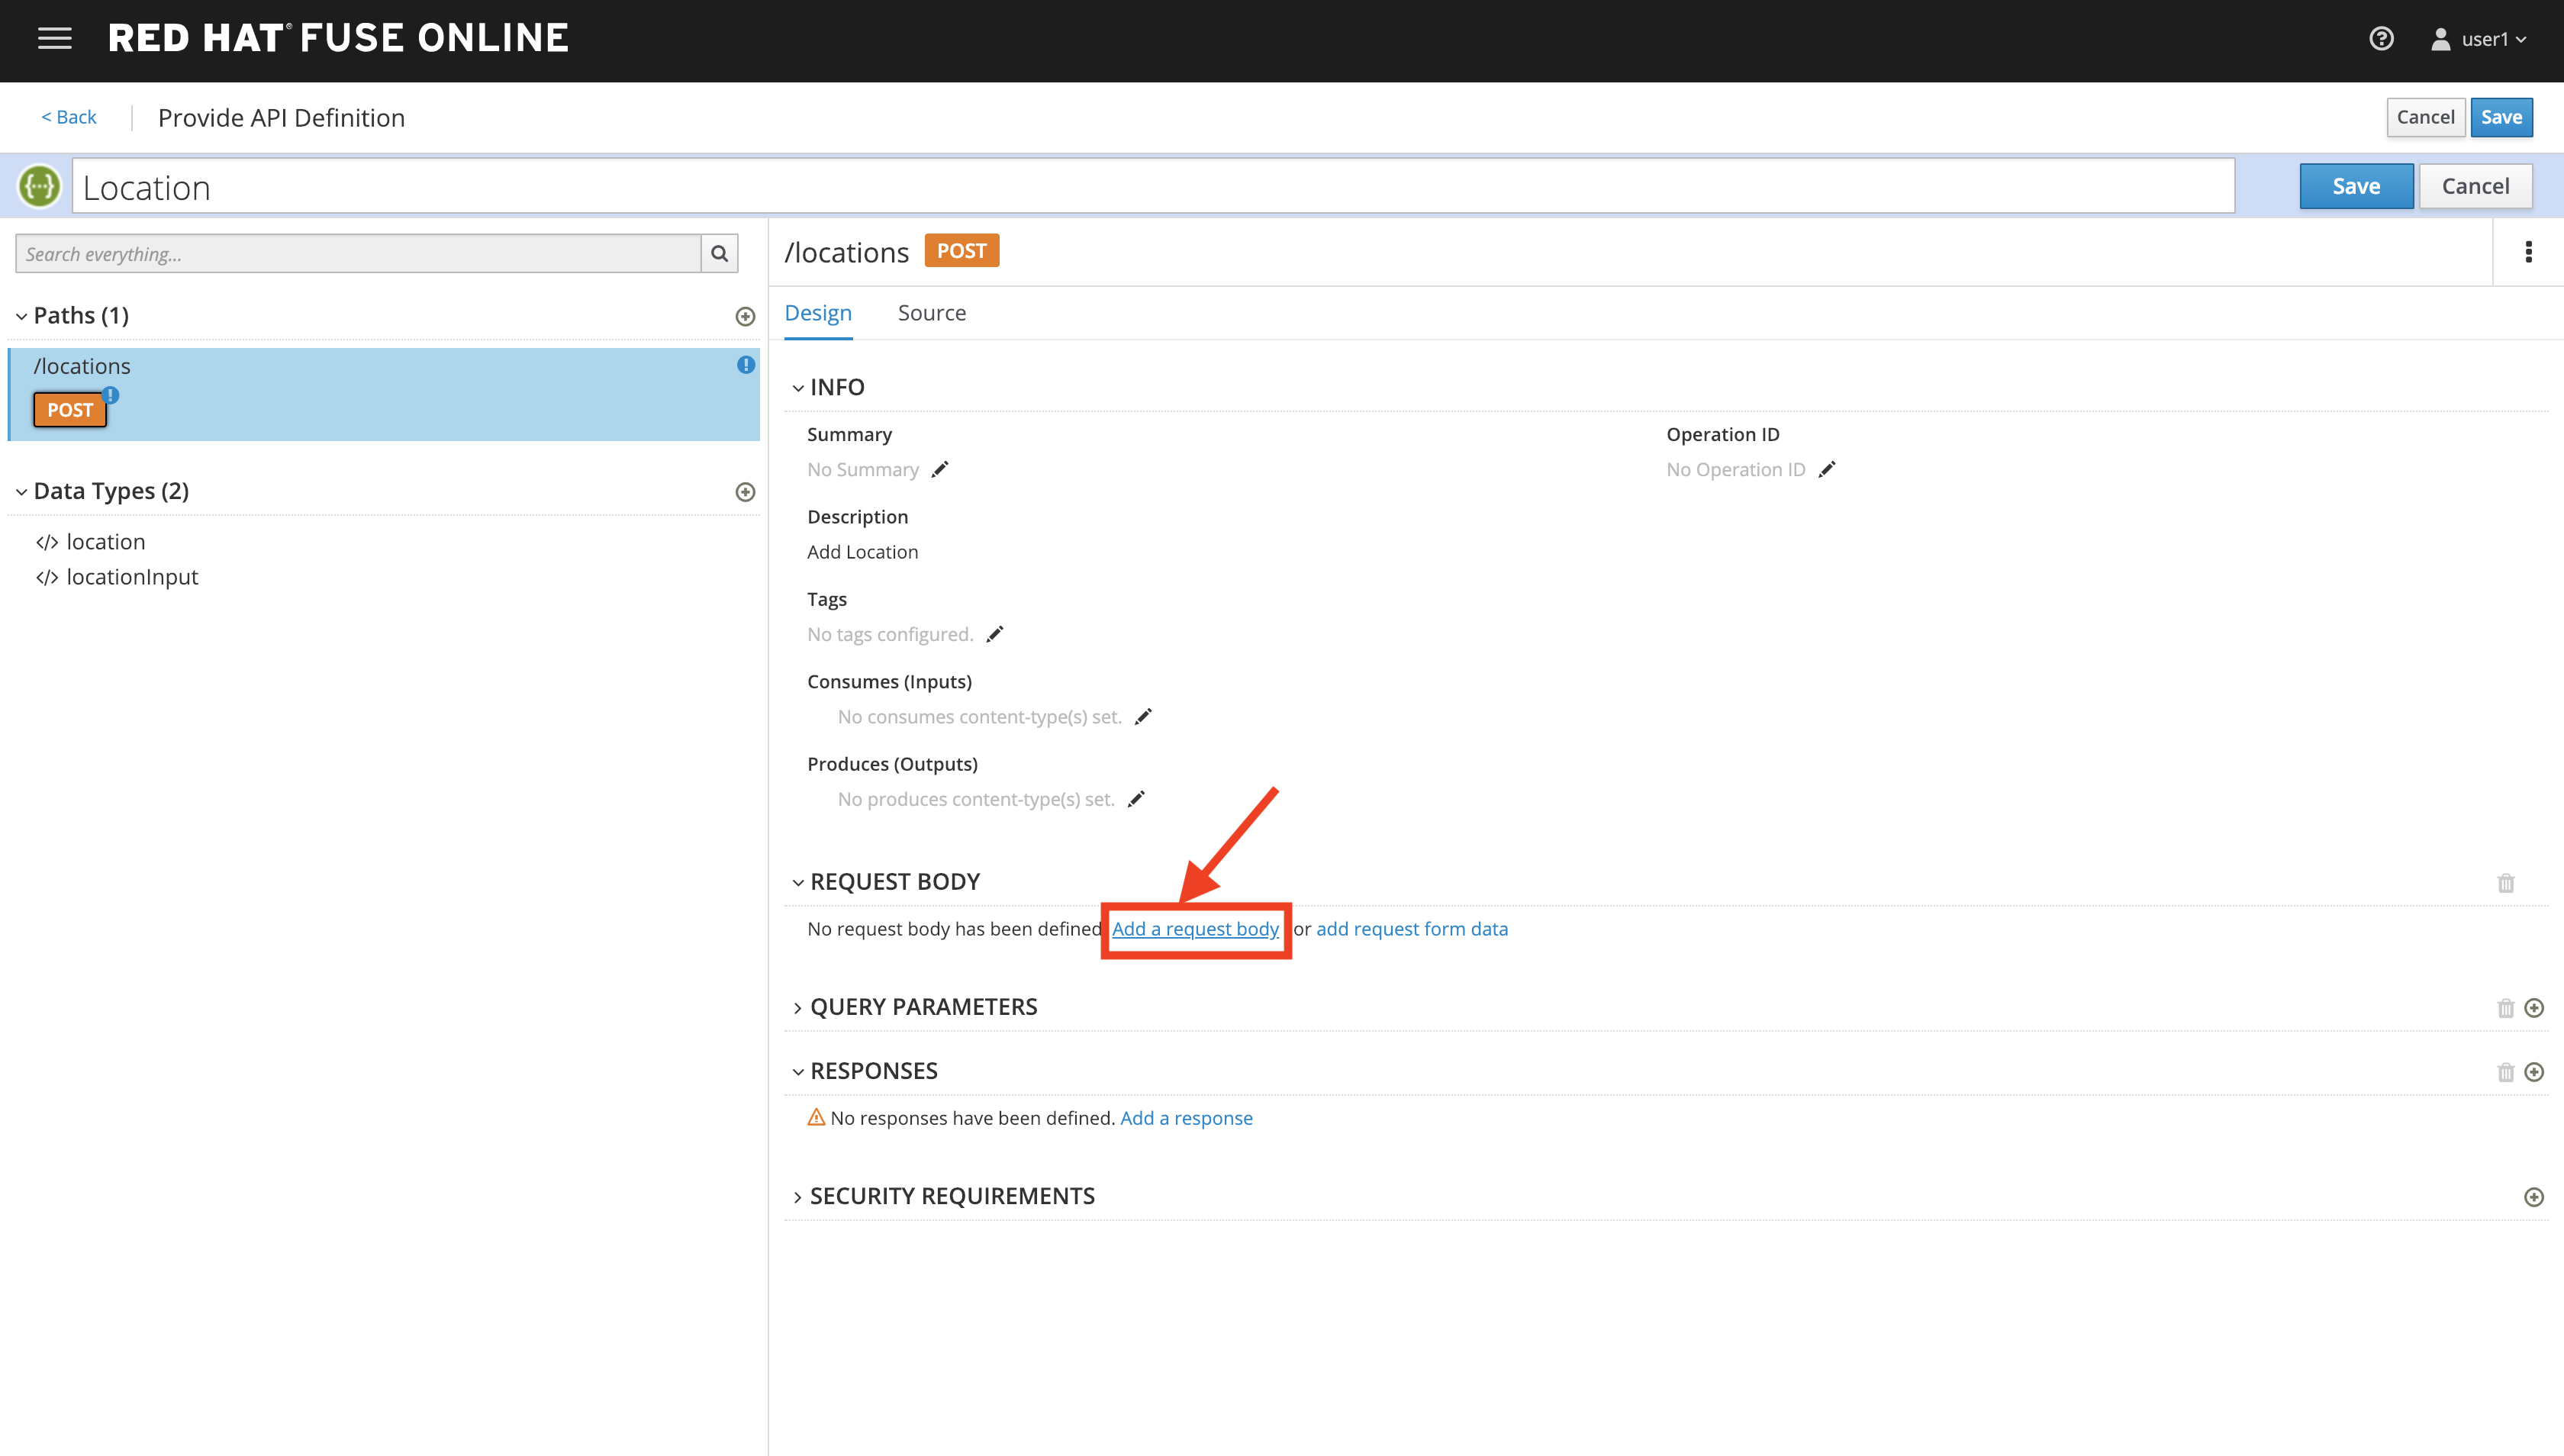 RED HAT® FUSE ONLINE
user1
< Back
Provide API Definition
Cancel
Save
Location
Save
Cancel
Search everything...
Paths (1)
/locations
POST
Data Types (2)
</> location
</> locationInput
/locations
POST
Design
Source
INFO
Summary
Operation ID
No Summary
No Operation ID
Description
Add Location
Tags
No tags configured.
Consumes (Inputs)
No consumes content-type(s) set.
Produces (Outputs)
No produces content-type(s) set.
REQUEST BODY
No request body has been defined Add a request body or add request form data
QUERY PARAMETERS
RESPONSES
No responses have been defined. Add a response
SECURITY REQUIREMENTS